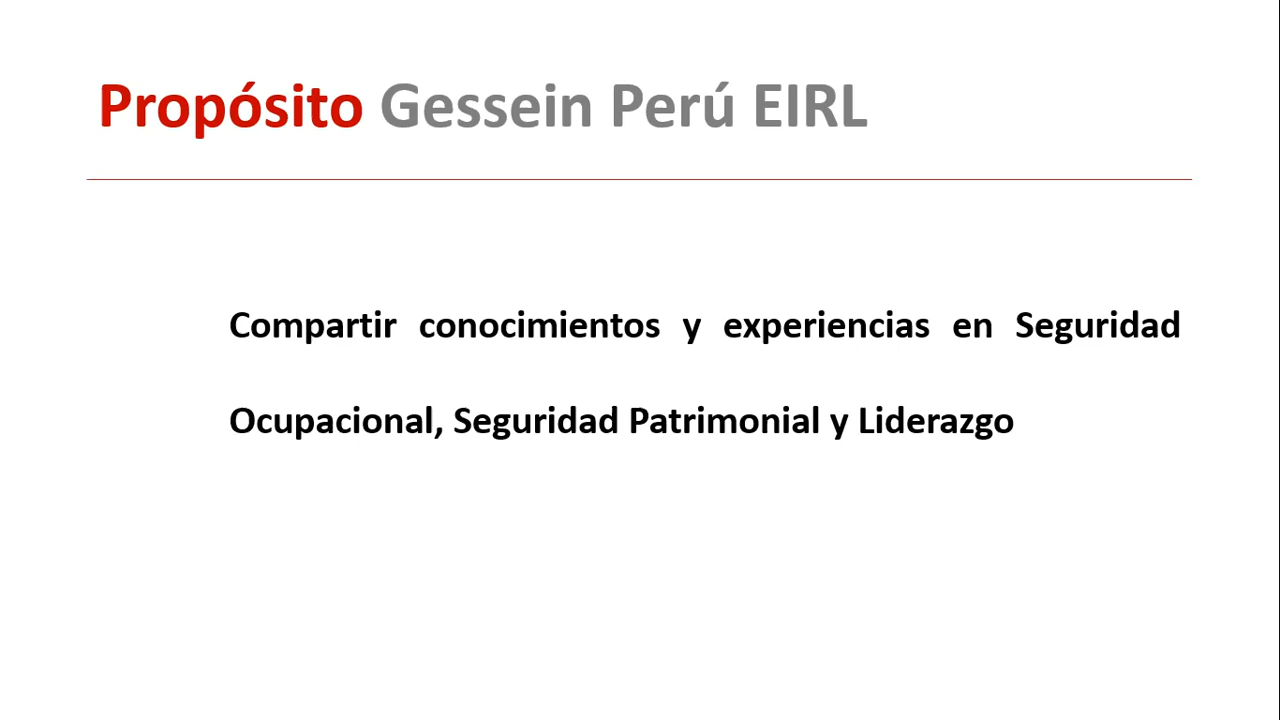 Propósito Gessein Perú EIRL
Compartir conocimientos y experiencias en Seguridad
Ocupacional, Seguridad Patrimonial y Liderazgo